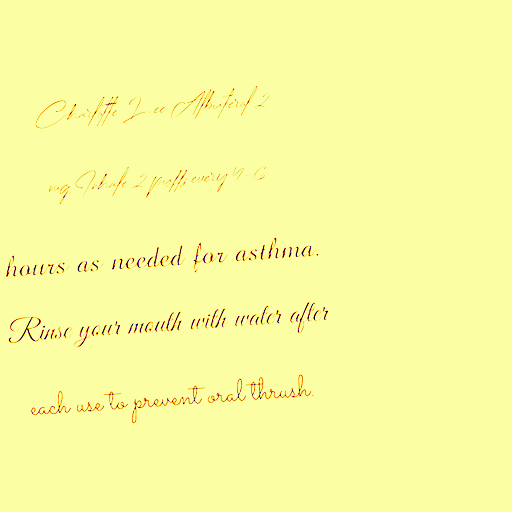 Charlotte Lee Albuterol 2
mg Inhale 2 puffs every 4-6
hours as needed for asthma.
Rinse your mouth with water after
each use to prevent oral thrush.